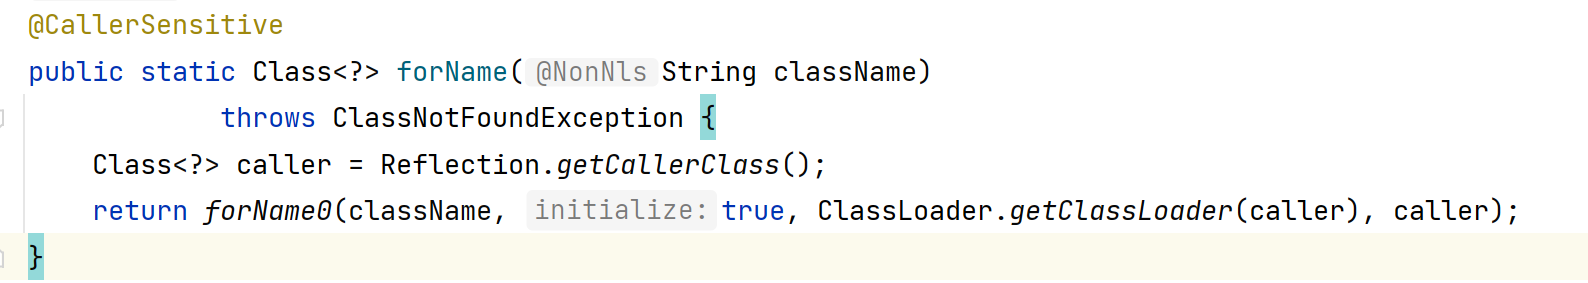 @CallerSensitive
public static Class<?> forName( @NonNls String className)
            throws ClassNotFoundException {
    Class<?> caller = Reflection.getCallerClass();
    return forName0(className, initialize: true, ClassLoader.getClassLoader(caller), caller);
}